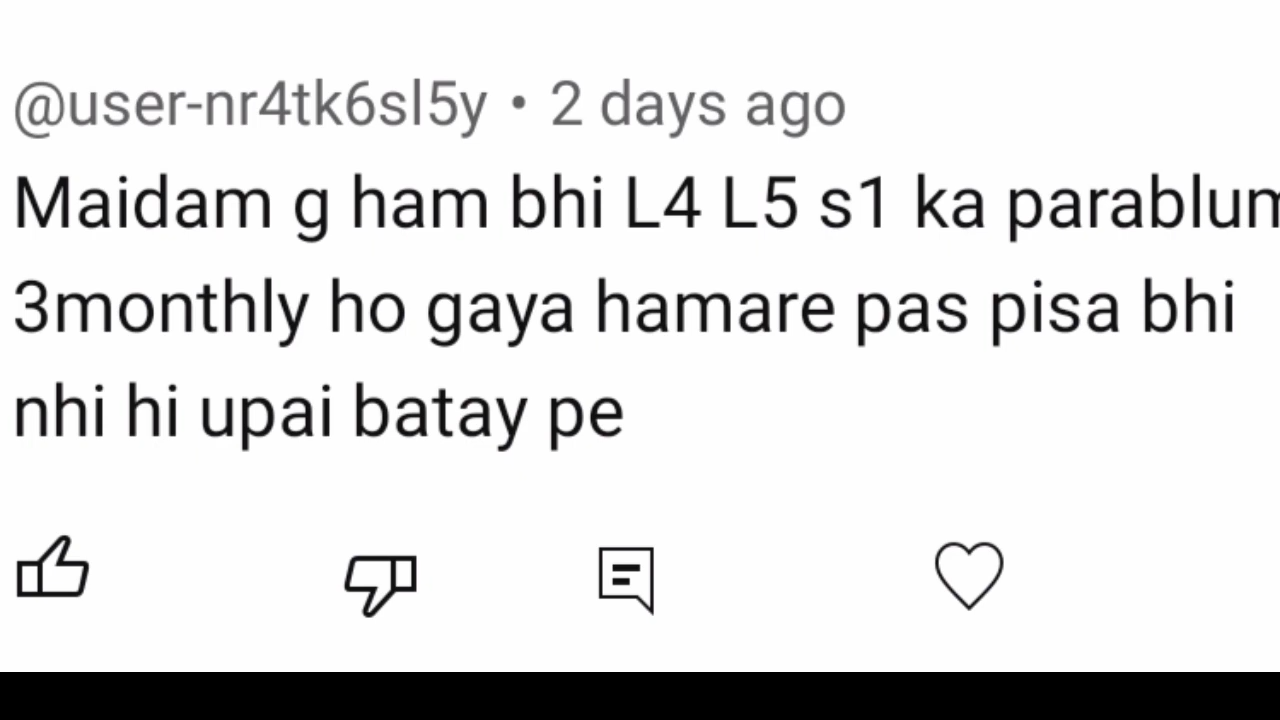 @user-nr4tk6sl5y • 2 days ago
Maidam g ham bhi L4 L5 s1 ka parablum
3monthly ho gaya hamare pas pisa bhi
nhi hi upai batay pe